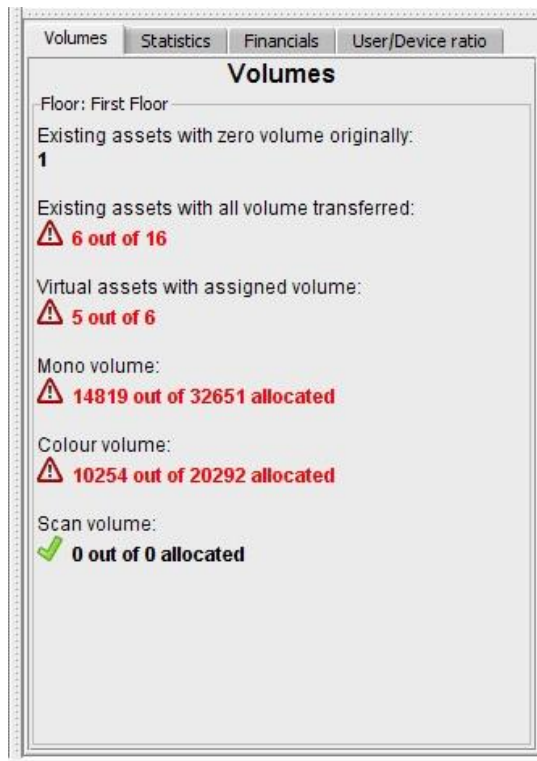 Volumes Statistics Financials User/Device ratio
Volumes
Floor: First Floor
Existing assets with zero volume originally:
1
Existing assets with all volume transferred:
6 out of 16
Virtual assets with assigned volume:
5 out of 6
Mono volume:
14819 out of 32651 allocated
Colour volume:
10254 out of 20292 allocated
Scan volume:
0 out of 0 allocated